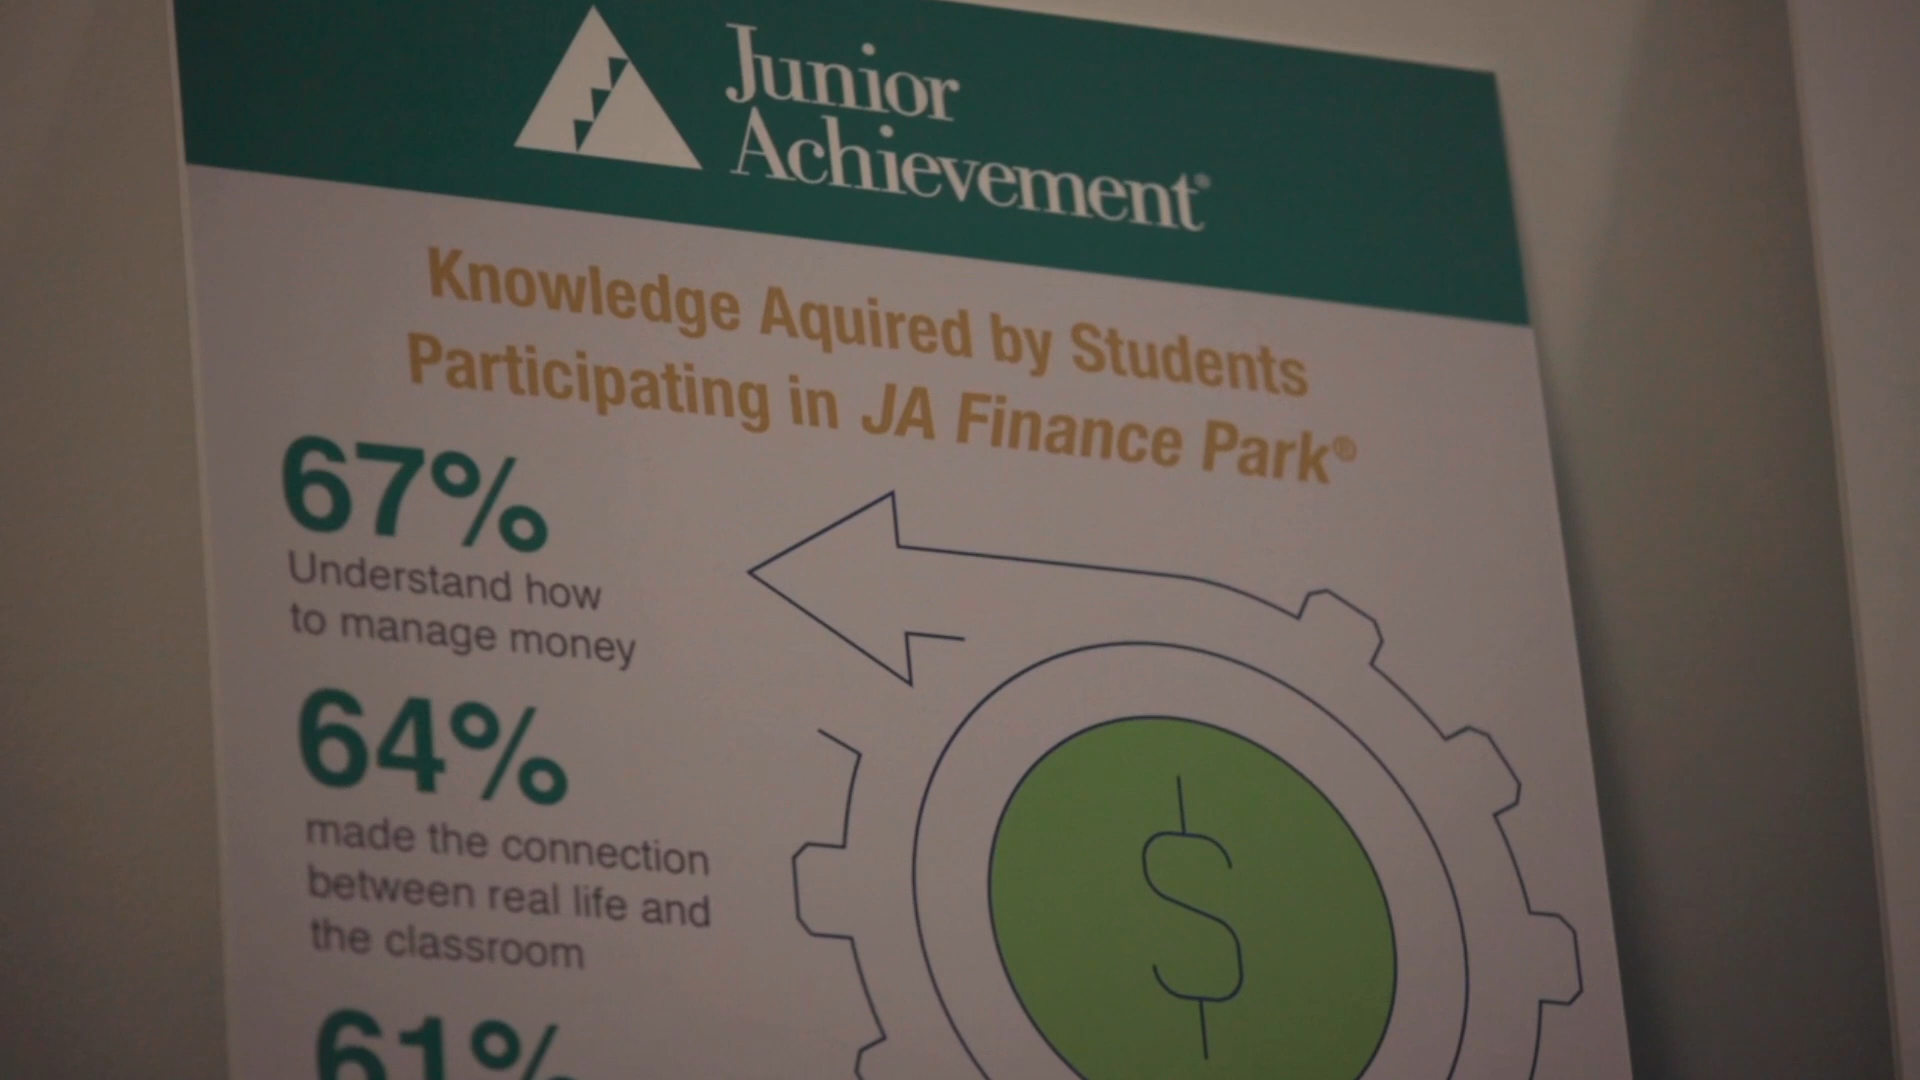 Junior
Achievement®
Knowledge Aquired by Students
Participating in JA Finance Park®
67%
Understand how
to manage money
64%
made the connection
between real life and
the classroom
61%
$